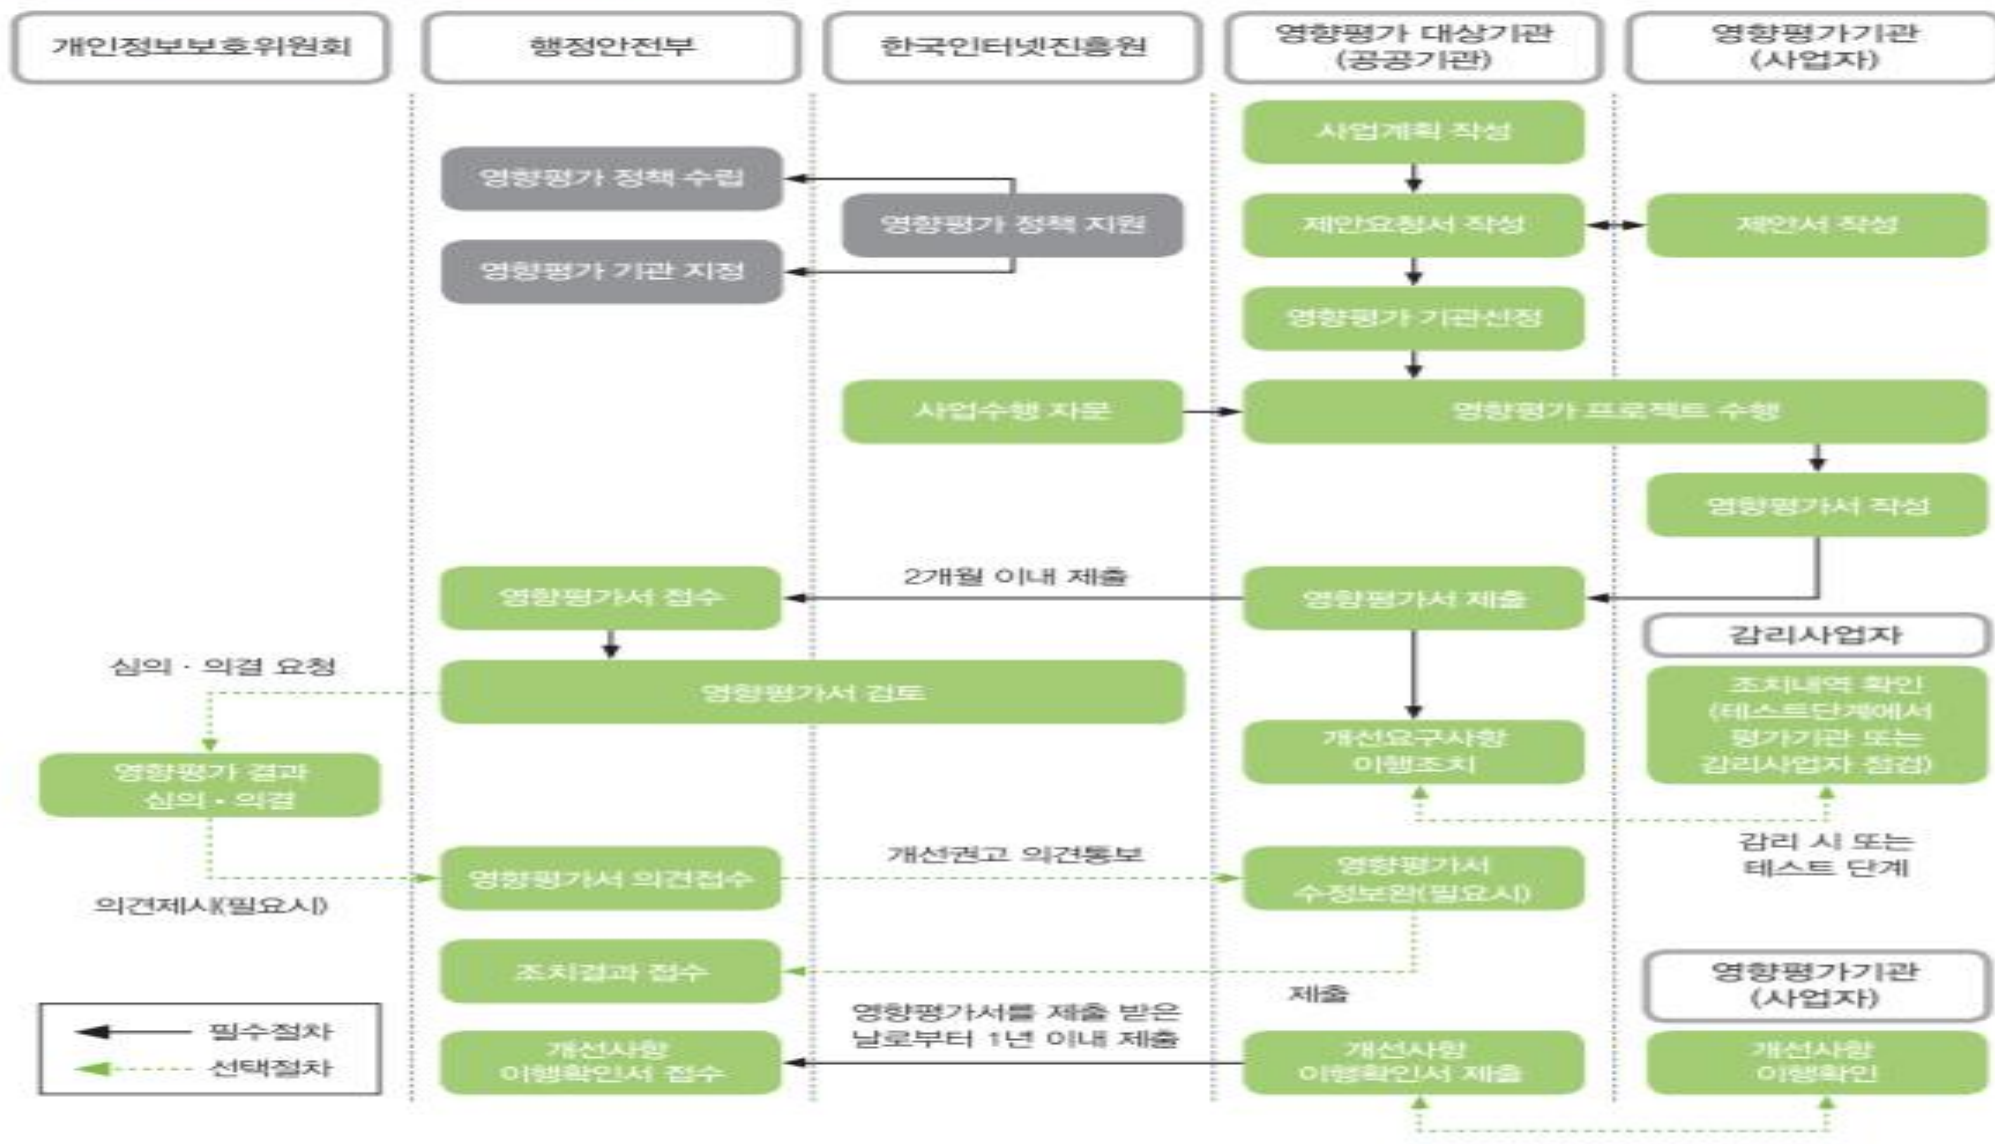 개인정보보호위원회
행정안전부
한국인터넷진흥원
영향평가 대상기관
(공공기관)
영향평가기관
(사업자)
사업계획 작성
영향평가 정책 수립
영향평가 정책 지원
제안요청서 작성
제안서 작성
영향평가 기관 지정
영향평가 기관선정
사업수행 자문
영향평가 프로젝트 수행
영향평가서 작성
2개월 이내 제출
영향평가서 접수
영향평가서 제출
감리사업자
심의·의결 요청
영향평가서 검토
조치내역 확인
(테스트단계에서
평가기관 또는
감리사업자 점검)
개선요구사항
이행조치
영향평가 결과
심의·의결
감리 시 또는
테스트 단계
개선권고 의견통보
영향평가서 의견접수
영향평가서
수정보완(필요시)
의견제시(필요시)
조치결과 접수
제출
영향평가기관
(사업자)
필수절차
선택절차
영향평가서를 제출 받은
날로부터 1년 이내 제출
개선사항
이행확인서 접수
개선사항
이행확인서 제출
개선사항
이행확인